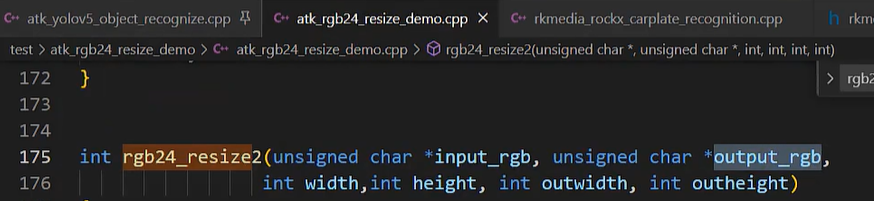 atk_yolov5_object_recognize.cpp atk_rgb24_resize_demo.cpp rkmedia_rockx_carplate_recognition.cpp rkm
test > atk_rgb24_resize_demo > atk_rgb24_resize_demo.cpp > rgb24_resize2(unsigned char *, unsigned char *, int, int, int, int)
172 }
> rgb2
173
174
175 int rgb24_resize2(unsigned char *input_rgb, unsigned char *output_rgb,
176 int width,int height, int outwidth, int outheight)